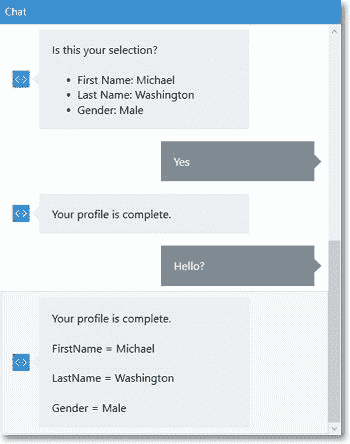 Chat
Is this your selection?
• First Name: Michael
• Last Name: Washington
• Gender: Male
Yes
Your profile is complete.
Hello?
Your profile is complete.
FirstName = Michael
LastName = Washington
Gender = Male